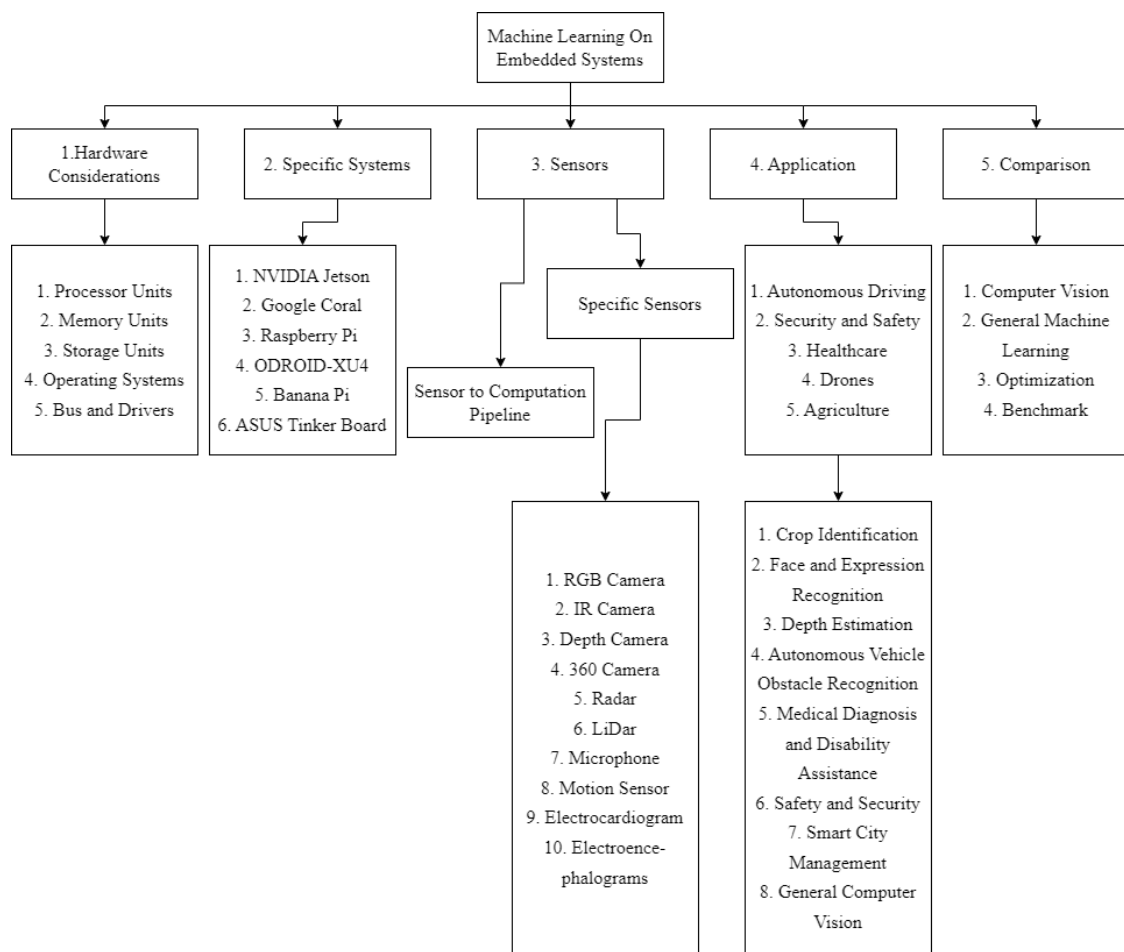 Machine Learning On
Embedded Systems
1.Hardware
Considerations
2. Specific Systems
3. Sensors
4. Application
5. Comparison
1. Processor Units
2. Memory Units
3. Storage Units
4. Operating Systems
5. Bus and Drivers
1. NVIDIA Jetson
2. Google Coral
3. Raspberry Pi
4. ODROID-XU4
5. Banana Pi
6. ASUS Tinker Board
Sensor to Computation
Pipeline
Specific Sensors
1. Autonomous Driving
2. Security and Safety
3. Healthcare
4. Drones
5. Agriculture
1. Computer Vision
2. General Machine
Learning
3. Optimization
4. Benchmark
1. RGB Camera
2. IR Camera
3. Depth Camera
4. 360 Camera
5. Radar
6. LiDar
7. Microphone
8. Motion Sensor
9. Electrocardiogram
10. Electroence-
phalograms
1. Crop Identification
2. Face and Expression
Recognition
3. Depth Estimation
4. Autonomous Vehicle
Obstacle Recognition
5. Medical Diagnosis
and Disability
Assistance
6. Safety and Security
7. Smart City
Management
8. General Computer
Vision